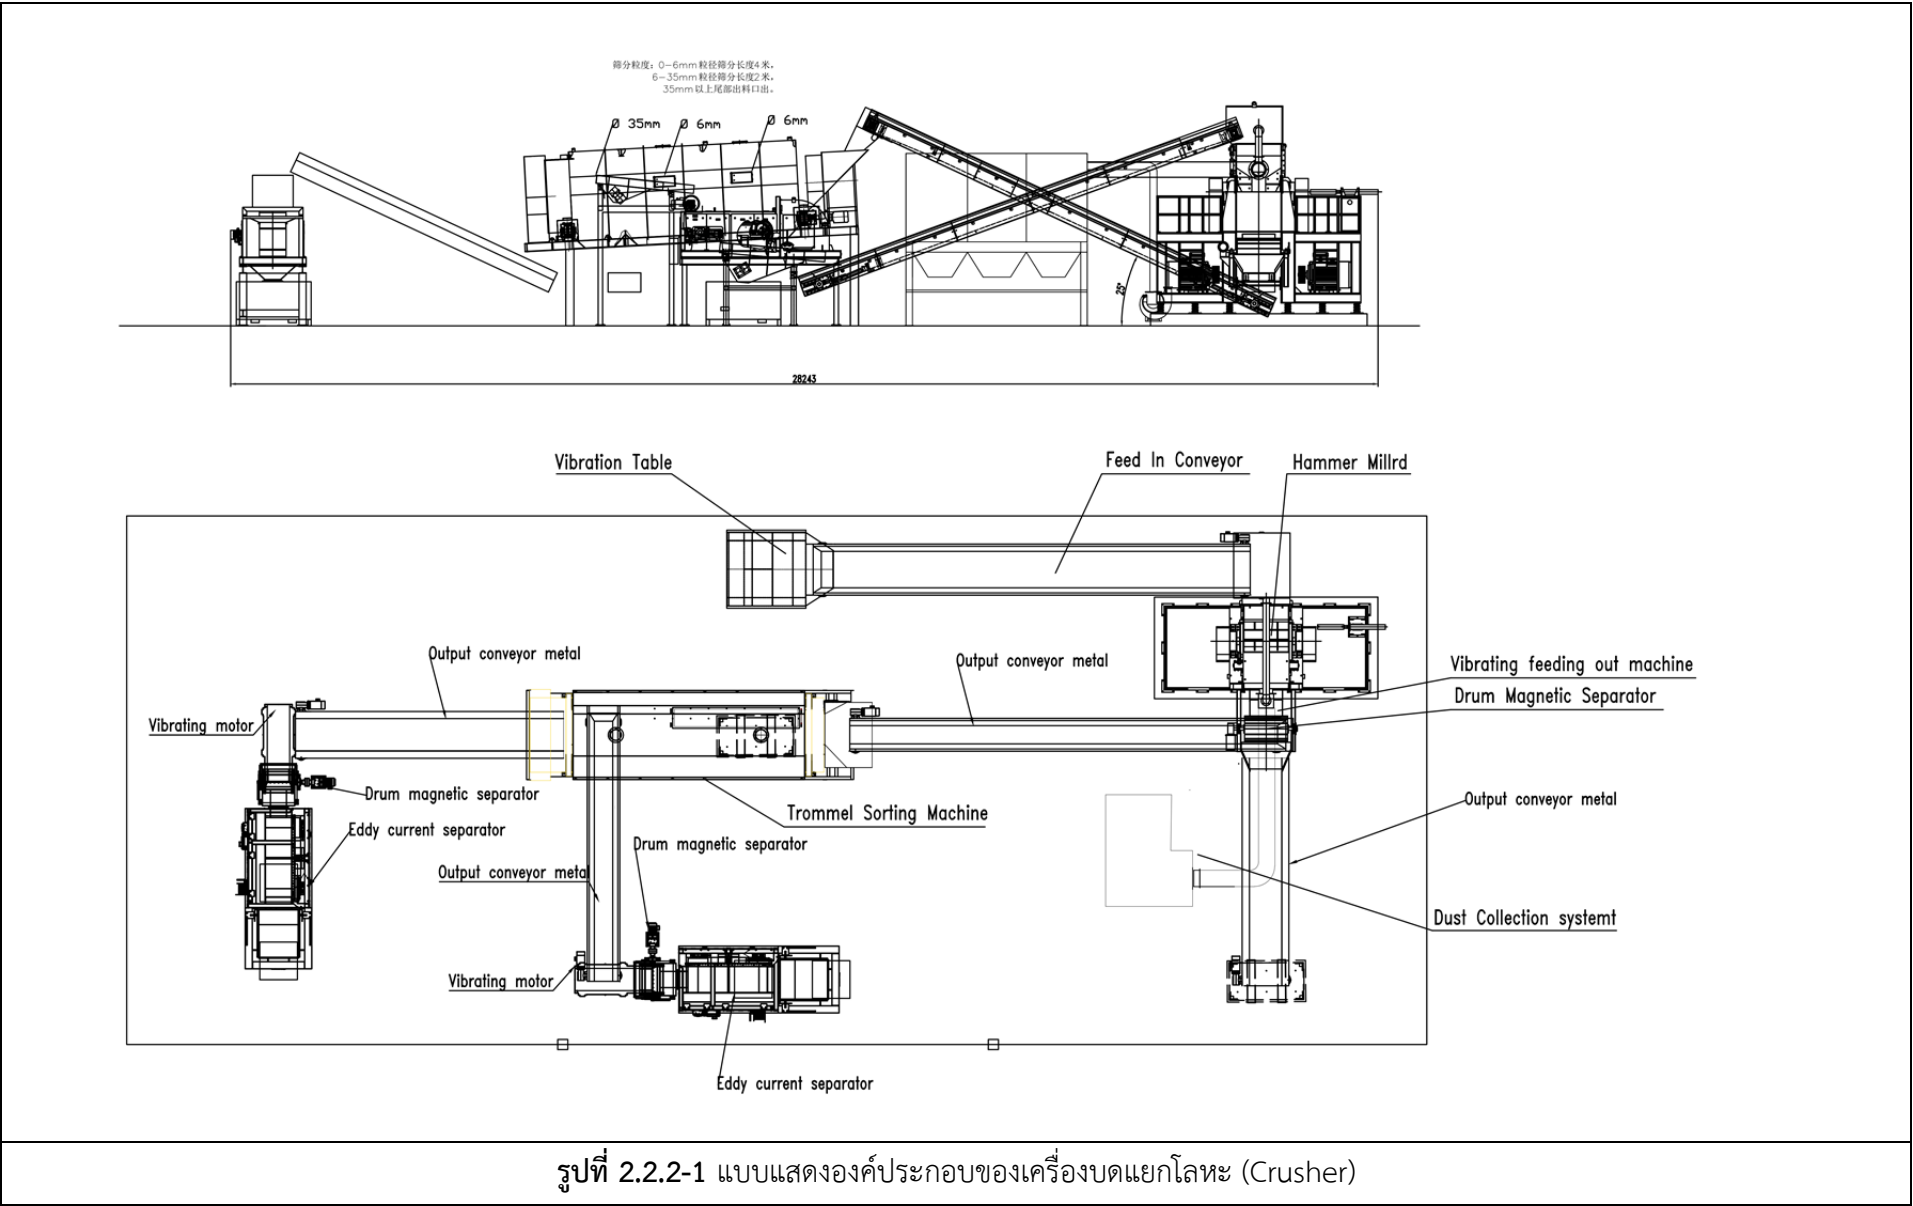 筛分粒度：0-6mm粒径筛分长度4米，
6-35mm粒径筛分长度2米，
35mm以上尾部出料口出。
Ø 35mm
Ø 6mm
Ø 6mm
25°
28243
Vibration Table
Feed In Conveyor
Hammer Millrd
Output conveyor metal
Output conveyor metal
Vibrating feeding out machine
Drum Magnetic Separator
Vibrating motor
Drum magnetic separator
Trommel Sorting Machine
Output conveyor metal
Eddy current separator
Drum magnetic separator
Output conveyor metal
Dust Collection systemt
Vibrating motor
Eddy current separator
รูปที่ 2.2.2-1 แบบแสดงองค์ประกอบของเครื่องบดแยกโลหะ (Crusher)